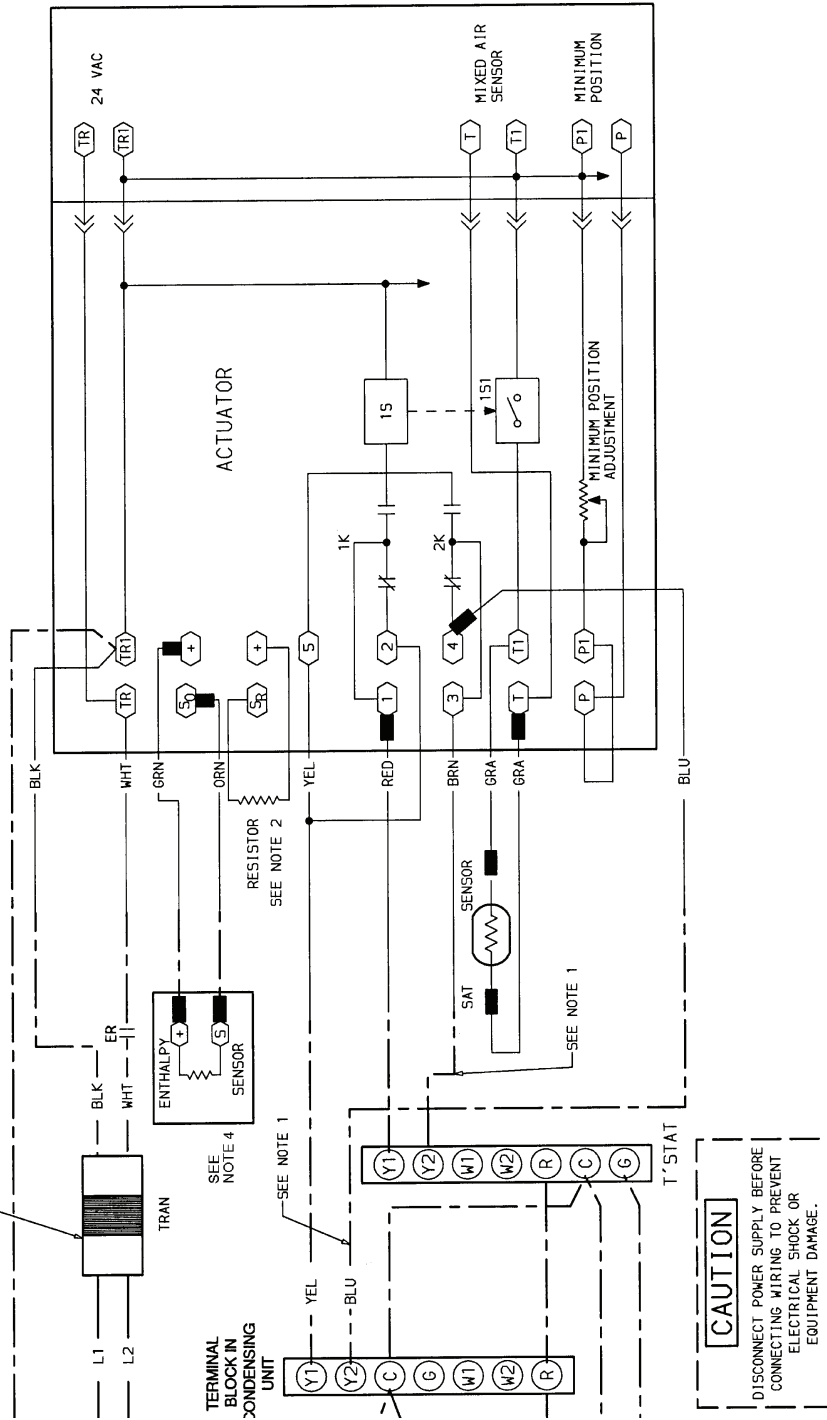 24 VAC
MIXED AIR
SENSOR
MINIMUM
POSITION
TR
TR1
T
T1
P1
P
ACTUATOR
1S
1S1
MINIMUM POSITION
ADJUSTMENT
1K
2K
TR1
+
+
5
2
4
T1
P1
TR
SO
SR
1
3
T
P
BLK
WHT
GRN
ORN
YEL
RED
BRN
GRA
GRA
BLU
RESISTOR
SEE NOTE 2
SENSOR
SAT
SEE NOTE 1
ER
ENTHALPY
+
S
SENSOR
SEE
NOTE 4
BLK
WHT
TRAN
L1
L2
SEE NOTE 1
Y1
Y2
W1
W2
R
C
G
T'STAT
YEL
BLU
TERMINAL
BLOCK IN
CONDENSING
UNIT
Y1
Y2
C
G
W1
W2
R
CAUTION
DISCONNECT POWER SUPPLY BEFORE
CONNECTING WIRING TO PREVENT
ELECTRICAL SHOCK OR
EQUIPMENT DAMAGE.